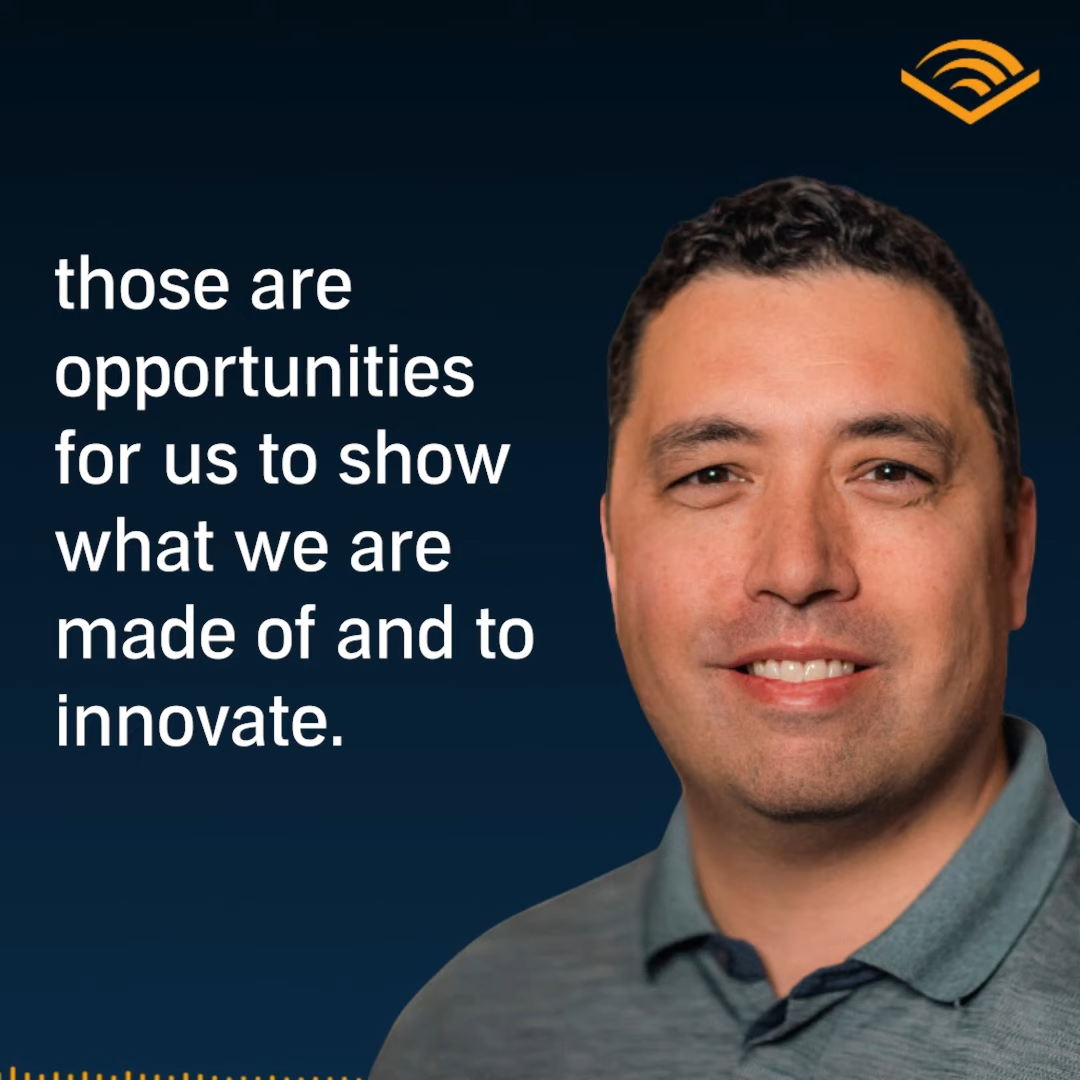 those are
opportunities
for us to show
what we are
made of and to
innovate.